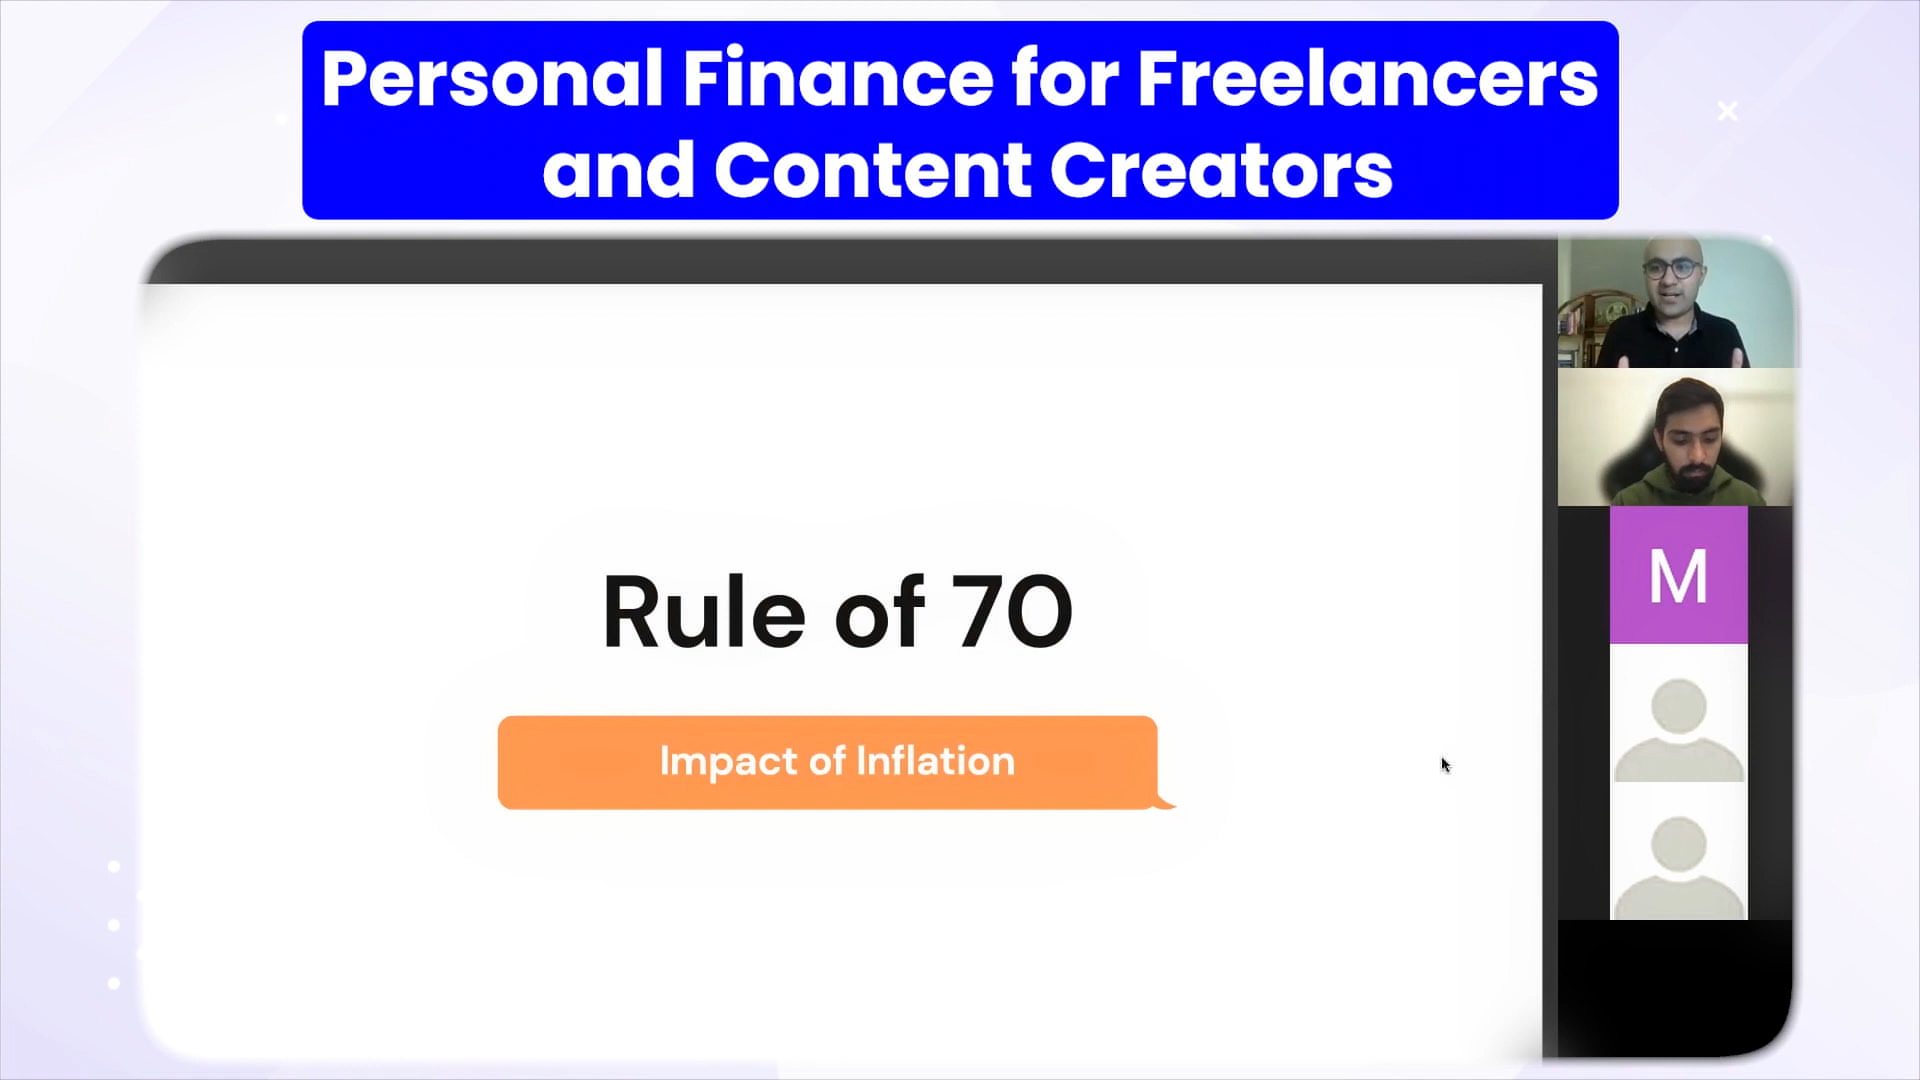 Personal Finance for Freelancers
and Content Creators
Rule of 70
Impact of Inflation
M